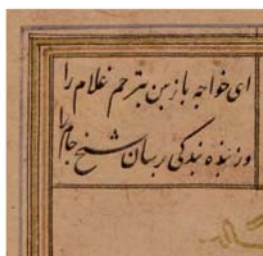 ای خواجه بازبین بترحم غلام را
وز بنده بندگی برسان شیخ جام را